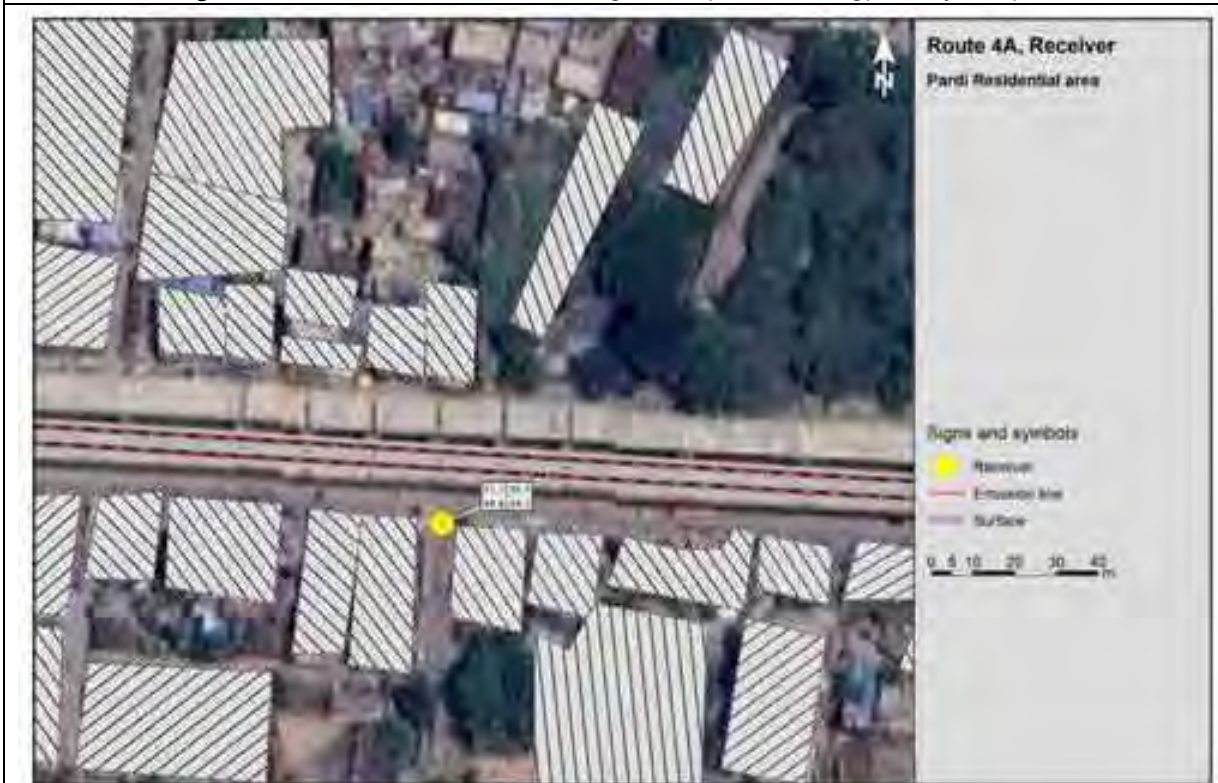 N
Route 4A, Receiver
Pardi Residential area
Signs and symbols
Receiver
Emission line
Surface
0 5 10 20 30 40
m